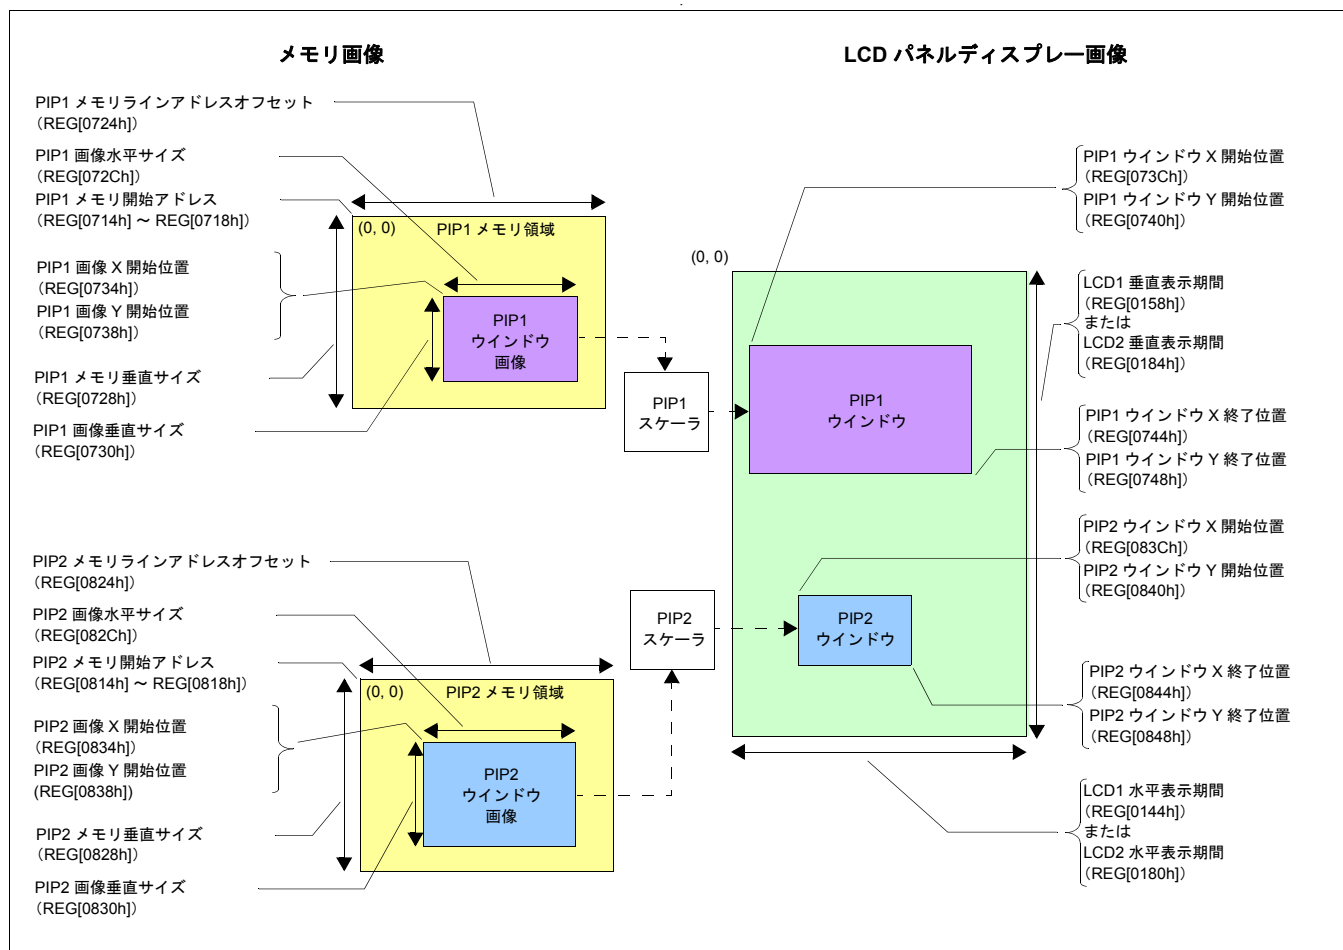 メモリ画像
LCD パネルディスプレー画像
PIP1 メモリラインアドレスオフセット
（REG[0724h]）
PIP1 画像水平サイズ
（REG[072Ch]）
PIP1 メモリ開始アドレス
（REG[0714h] ～ REG[0718h]）
PIP1 画像 X 開始位置
（REG[0734h]）
PIP1 画像 Y 開始位置
（REG[0738h]）
PIP1 メモリ垂直サイズ
（REG[0728h]）
PIP1 画像垂直サイズ
（REG[0730h]）
(0, 0)
PIP1 メモリ領域
PIP1
ウインドウ
画像
PIP1
スケーラ
(0, 0)
PIP1
ウインドウ
PIP1 ウインドウ X 開始位置
（REG[073Ch]）
PIP1 ウインドウ Y 開始位置
（REG[0740h]）
LCD1 垂直表示期間
（REG[0158h]）
または
LCD2 垂直表示期間
（REG[0184h]）
PIP1 ウインドウ X 終了位置
（REG[0744h]）
PIP1 ウインドウ Y 終了位置
（REG[0748h]）
PIP2 メモリラインアドレスオフセット
（REG[0824h]）
PIP2 画像水平サイズ
（REG[082Ch]）
PIP2 メモリ開始アドレス
（REG[0814h] ～ REG[0818h]）
PIP2 画像 X 開始位置
（REG[0834h]）
PIP2 画像 Y 開始位置
(REG[0838h])
PIP2 メモリ垂直サイズ
（REG[0828h]）
PIP2 画像垂直サイズ
（REG[0830h]）
(0, 0)
PIP2 メモリ領域
PIP2
ウインドウ
画像
PIP2
スケーラ
PIP2
ウインドウ
PIP2 ウインドウ X 開始位置
（REG[083Ch]）
PIP2 ウインドウ Y 開始位置
（REG[0840h]）
PIP2 ウインドウ X 終了位置
（REG[0844h]）
PIP2 ウインドウ Y 終了位置
（REG[0848h]）
LCD1 水平表示期間
（REG[0144h]）
または
LCD2 水平表示期間
（REG[0180h]）